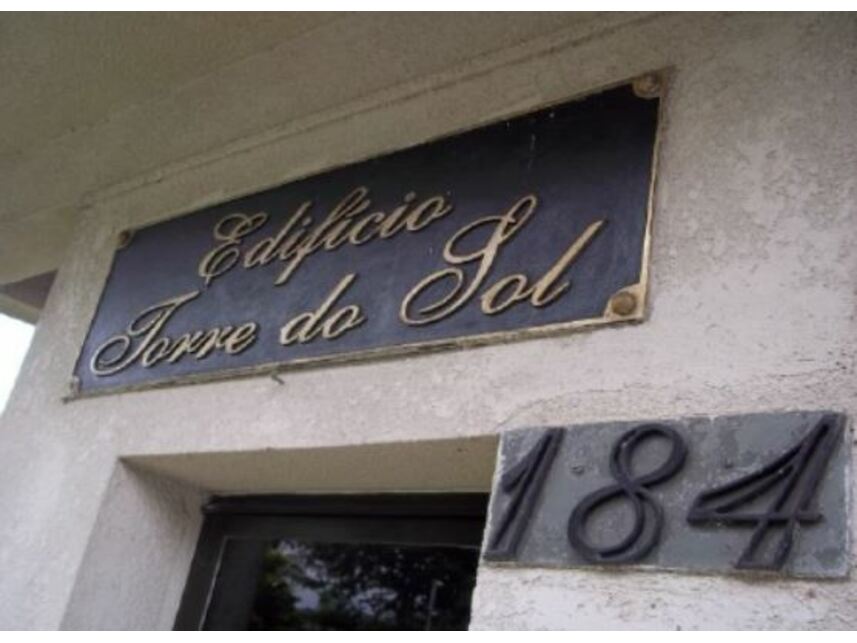 Edifício
Torre do Sol
184